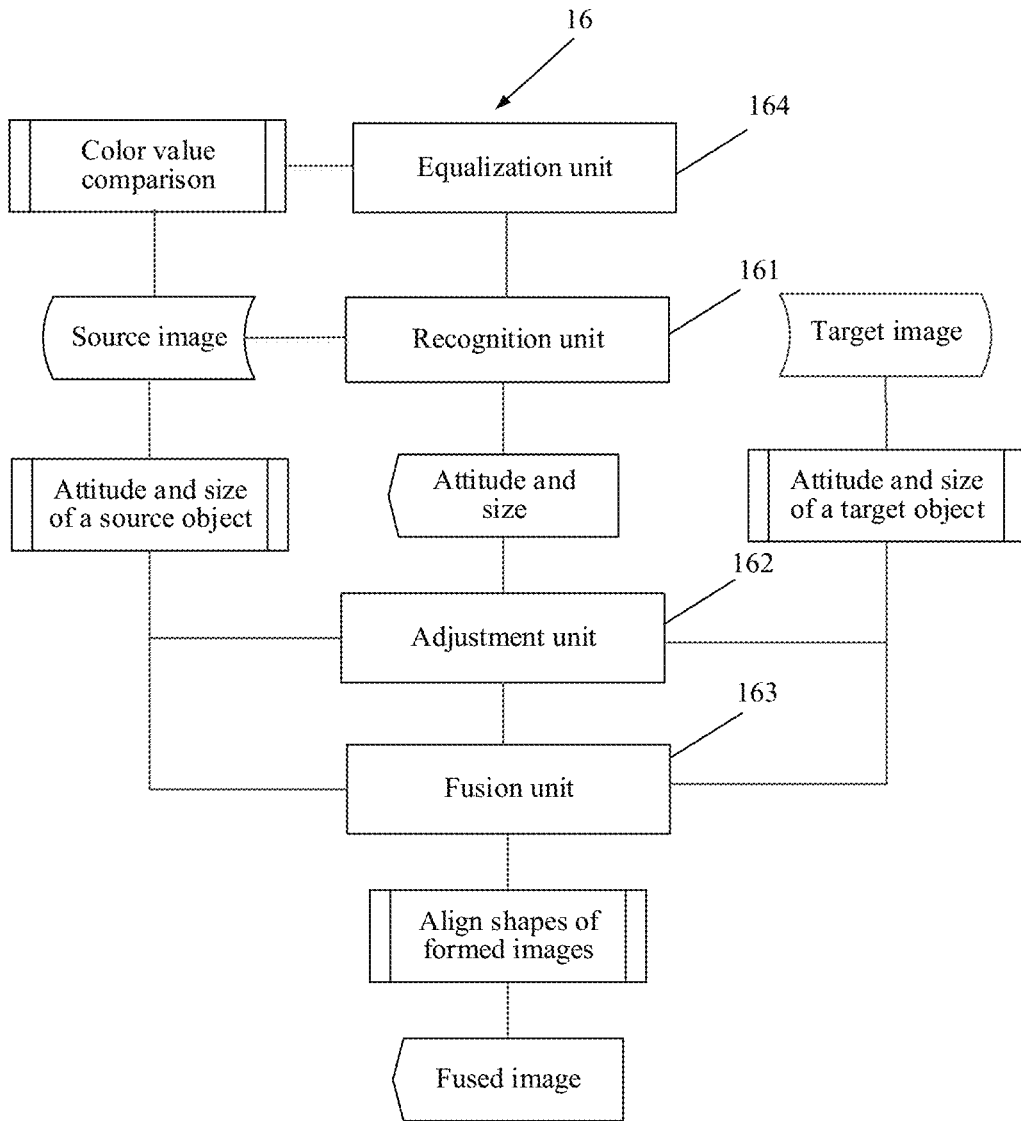 16
164
Color value
comparison
Equalization unit
161
Source image
Recognition unit
Target image
Attitude and size
of a source object
Attitude and
size
Attitude and size
of a target object
162
Adjustment unit
163
Fusion unit
Align shapes of
formed images
Fused image